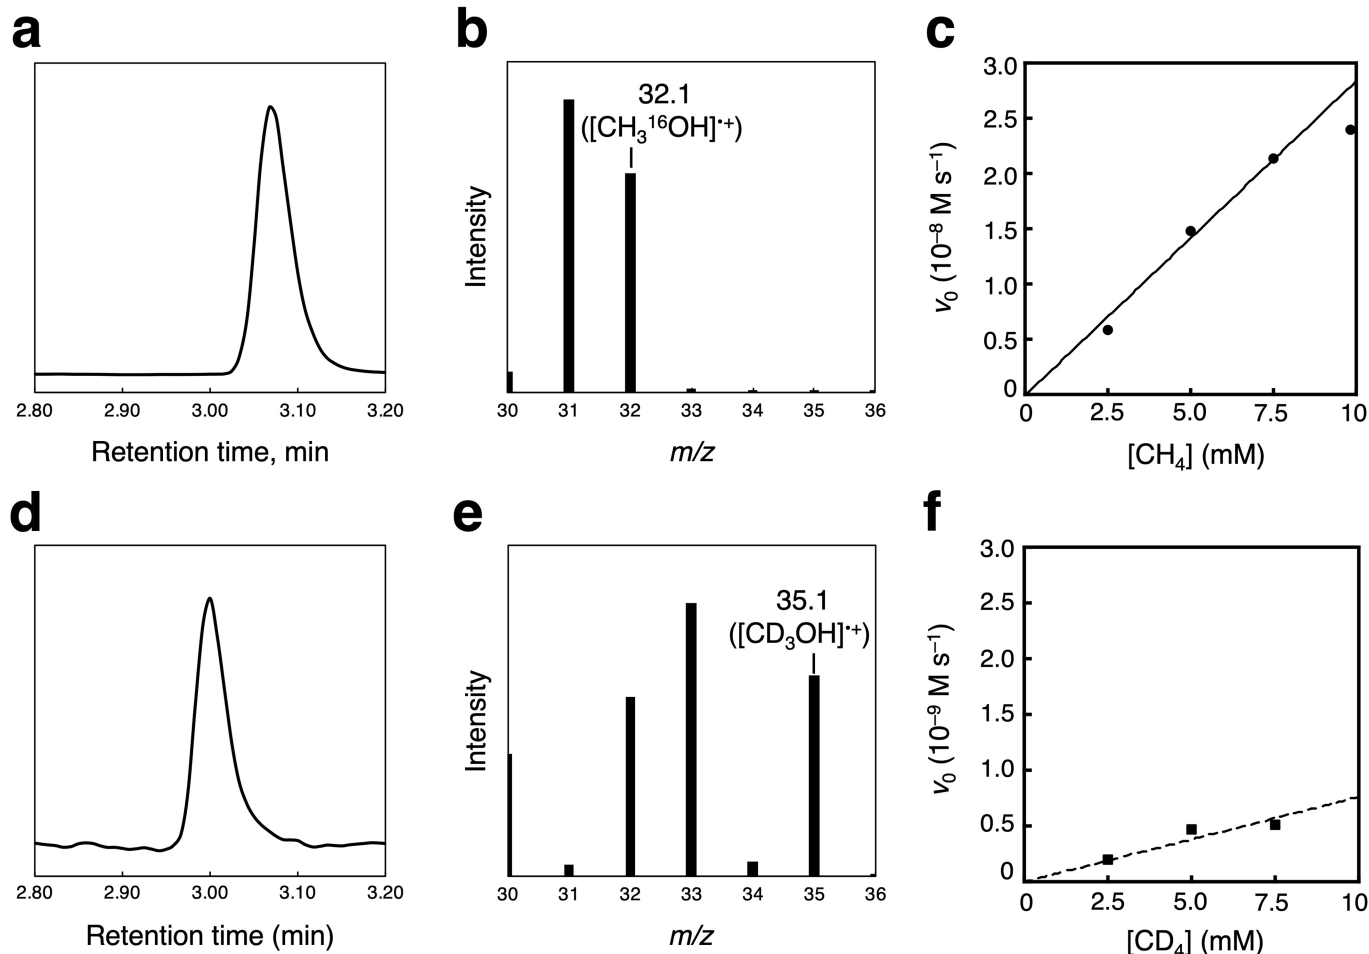 a
2.80 2.90 3.00 3.10 3.20
Retention time, min
b
32.1
([CH₃¹⁶OH]•⁺)
Intensity
30 31 32 33 34 35 36
m/z
c
3.0
2.5
2.0
1.5
1.0
0.5
0
v₀ (10⁻⁸ M s⁻¹)
0 2.5 5.0 7.5 10
[CH₄] (mM)
d
2.80 2.90 3.00 3.10 3.20
Retention time (min)
e
35.1
([CD₃OH]•⁺)
Intensity
30 31 32 33 34 35 36
m/z
f
3.0
2.5
2.0
1.5
1.0
0.5
0
v₀ (10⁻⁹ M s⁻¹)
0 2.5 5.0 7.5 10
[CD₄] (mM)